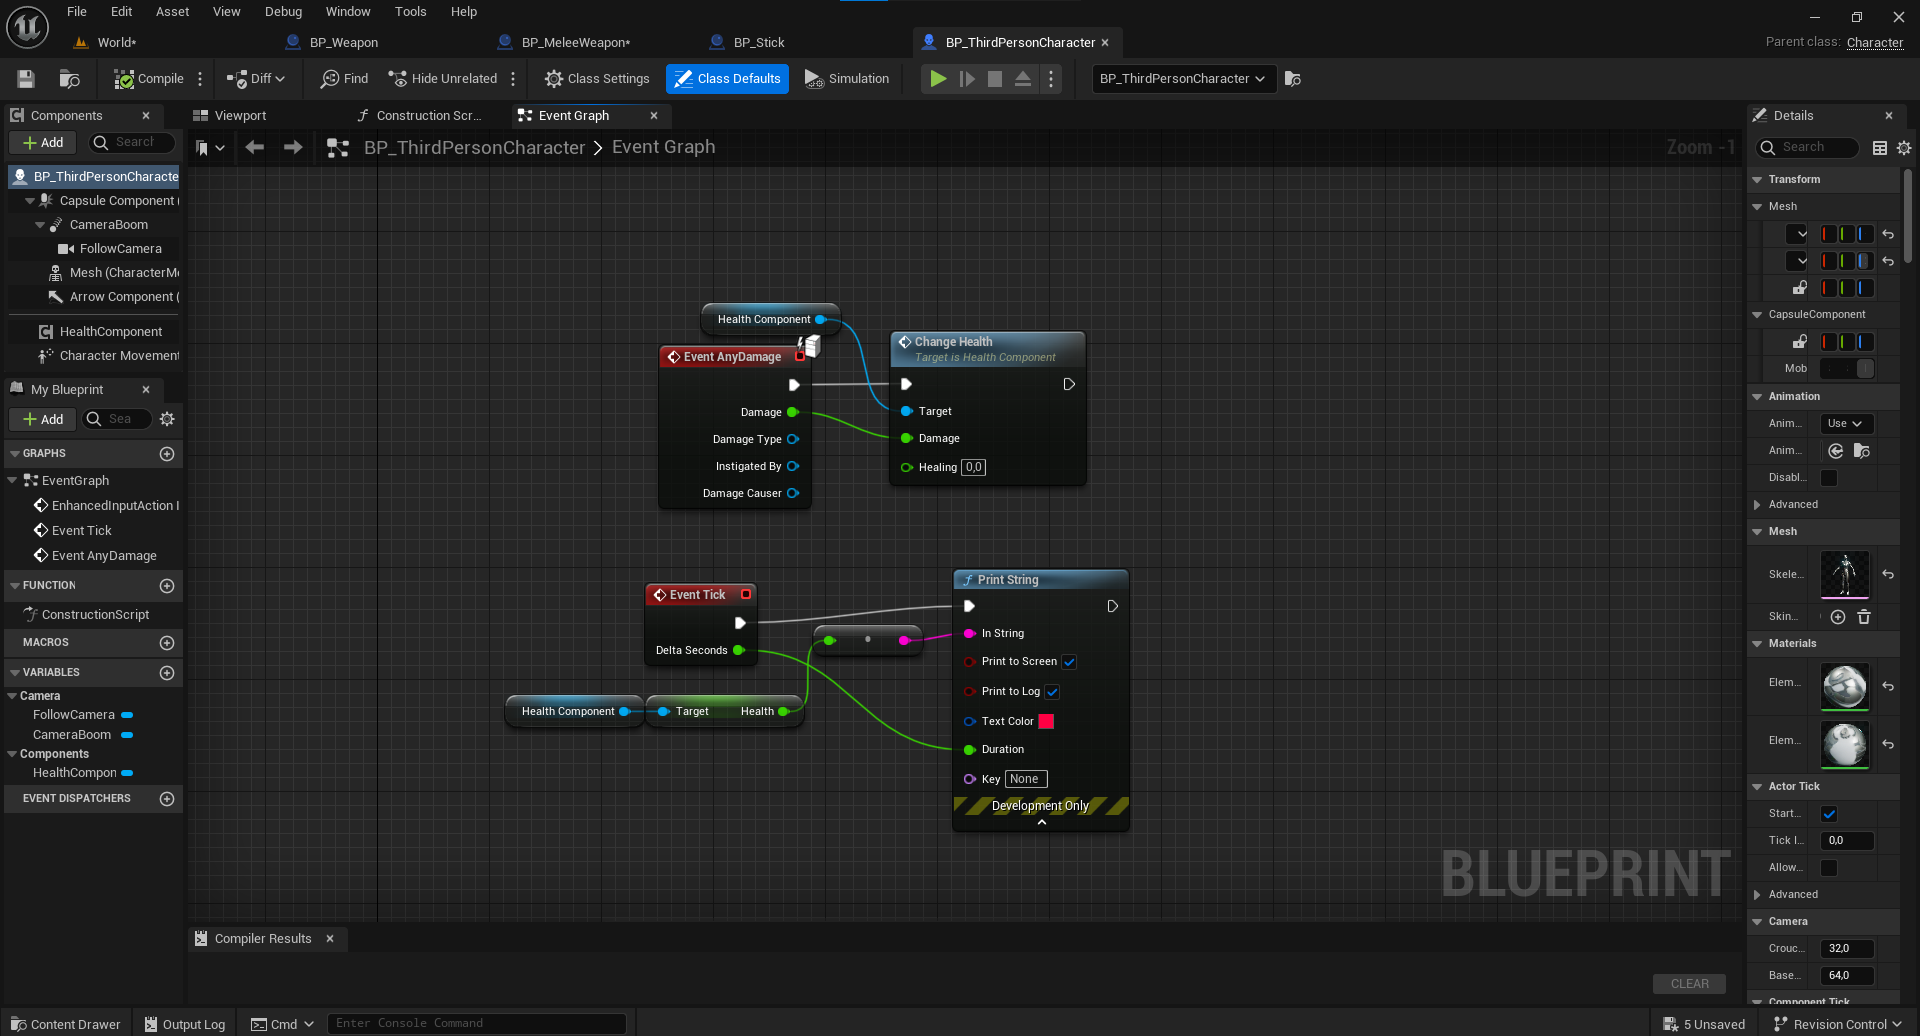 File Edit Asset View Debug Window Tools Help
World* BP_Weapon BP_MeleeWeapon* BP_Stick BP_ThirdPersonCharacter
Parent class: Character
Compile Diff Find Hide Unrelated Class Settings Class Defaults Simulation BP_ThirdPersonCharacter
Components
Add Search
BP_ThirdPersonCharacte
Capsule Component (
CameraBoom
FollowCamera
Mesh (CharacterMe
Arrow Component (
HealthComponent
Character Movement
My Blueprint
Add Sea
GRAPHS
EventGraph
EnhancedInputAction I
Event Tick
Event AnyDamage
FUNCTION
ConstructionScript
MACROS
VARIABLES
Camera
FollowCamera
CameraBoom
Components
HealthCompon
EVENT DISPATCHERS
Viewport Construction Scr... Event Graph
BP_ThirdPersonCharacter > Event Graph
Zoom -1
Health Component
Event AnyDamage
Damage
Damage Type
Instigated By
Damage Causer
Change Health
Target is Health Component
Target
Damage
Healing 0,0
Event Tick
Delta Seconds
Health Component
Target Health
Print String
In String
Print to Screen
Print to Log
Text Color
Duration
Key None
Development Only
BLUEPRINT
Compiler Results
CLEAR
Details
Search
Transform
Mesh
CapsuleComponent
Mob
Animation
Anim... Use
Anim...
Disabl...
Advanced
Mesh
Skele...
Skin...
Materials
Elem...
Elem...
Actor Tick
Start...
Tick I... 0,0
Allow...
Advanced
Camera
Crouc... 32,0
Base... 64,0
Component Tick
Content Drawer Output Log Cmd Enter Console Command 5 Unsaved Revision Control